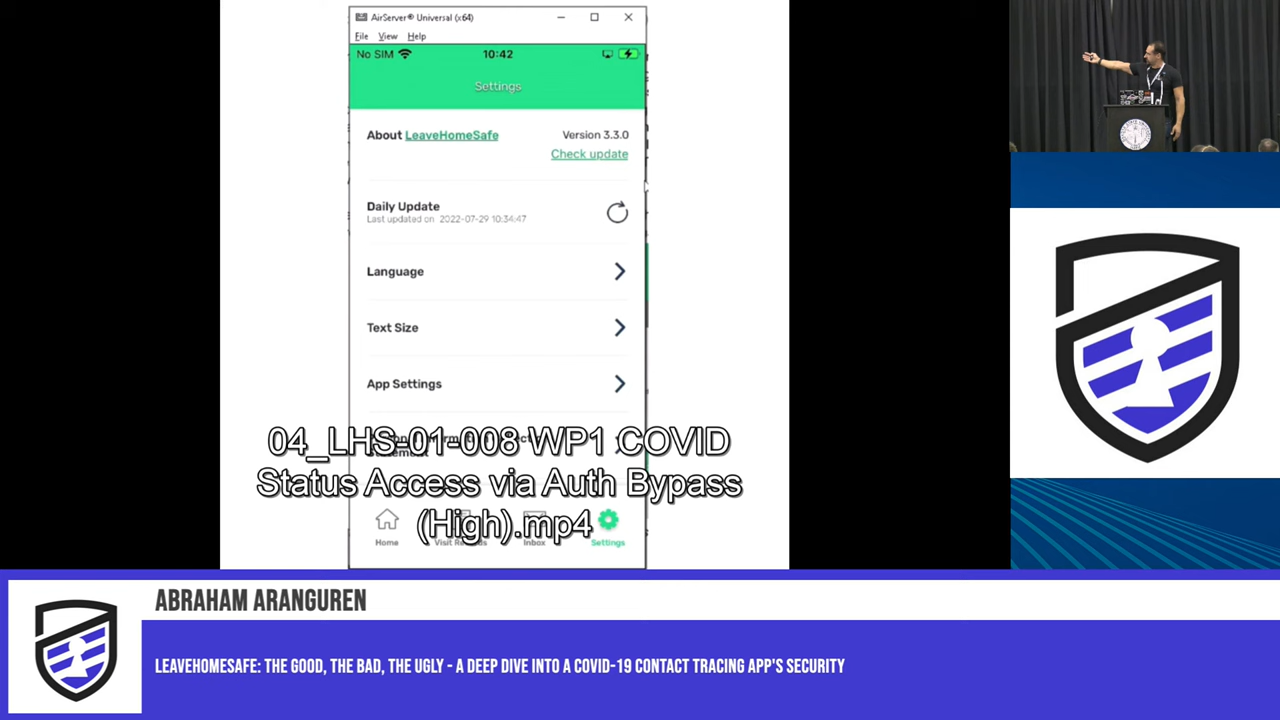 AirServer® Universal (x64)
File View Help
No SIM 10:42
Settings
About LeaveHomeSafe Version 3.3.0
Check update
Daily Update
Last updated on 2022-07-29 10:34:47
Language
Text Size
App Settings
04_LHS-01-008 WP1 COVID
Status Access via Auth Bypass
(High).mp4
Home Inbox Settings
ABRAHAM ARANGUREN
LEAVEHOMESAFE: THE GOOD, THE BAD, THE UGLY - A DEEP DIVE INTO A COVID-19 CONTACT TRACING APP'S SECURITY